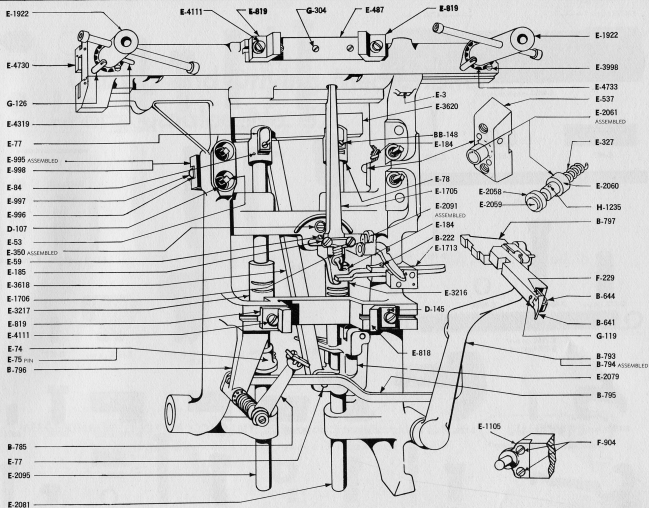 E-1922
E-4111
E-819
G-304
E-487
E-819
E-1922
E-4730
E-3998
E-4733
G-126
E-3
E-537
E-3620
E-2061
ASSEMBLED
E-4319
BB-148
E-77
E-184
E-327
E-995 ASSEMBLED
E-998
E-78
E-84
E-1705
E-2058
E-2060
E-997
E-2091
ASSEMBLED
E-2059
H-1235
E-996
E-184
B-797
D-107
B-222
E-53
E-1713
E-350 ASSEMBLED
E-59
F-229
E-185
B-644
E-3618
E-3216
E-1706
B-641
E-3217
D-145
G-119
E-819
E-4111
E-818
B-793
E-74
B-794 ASSEMBLED
E-75 PIN
E-2079
B-796
B-795
E-1105
B-785
F-904
E-77
E-2095
E-2081